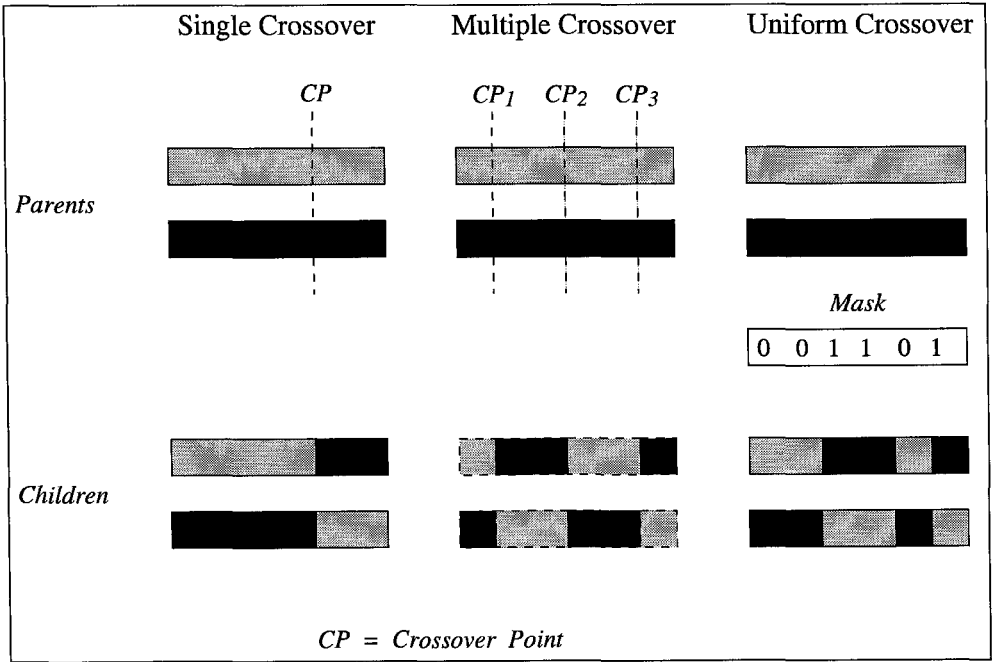 Single Crossover Multiple Crossover Uniform Crossover
CP CP1 CP2 CP3
Parents
Mask
0 0 1 1 0 1
Children
CP = Crossover Point